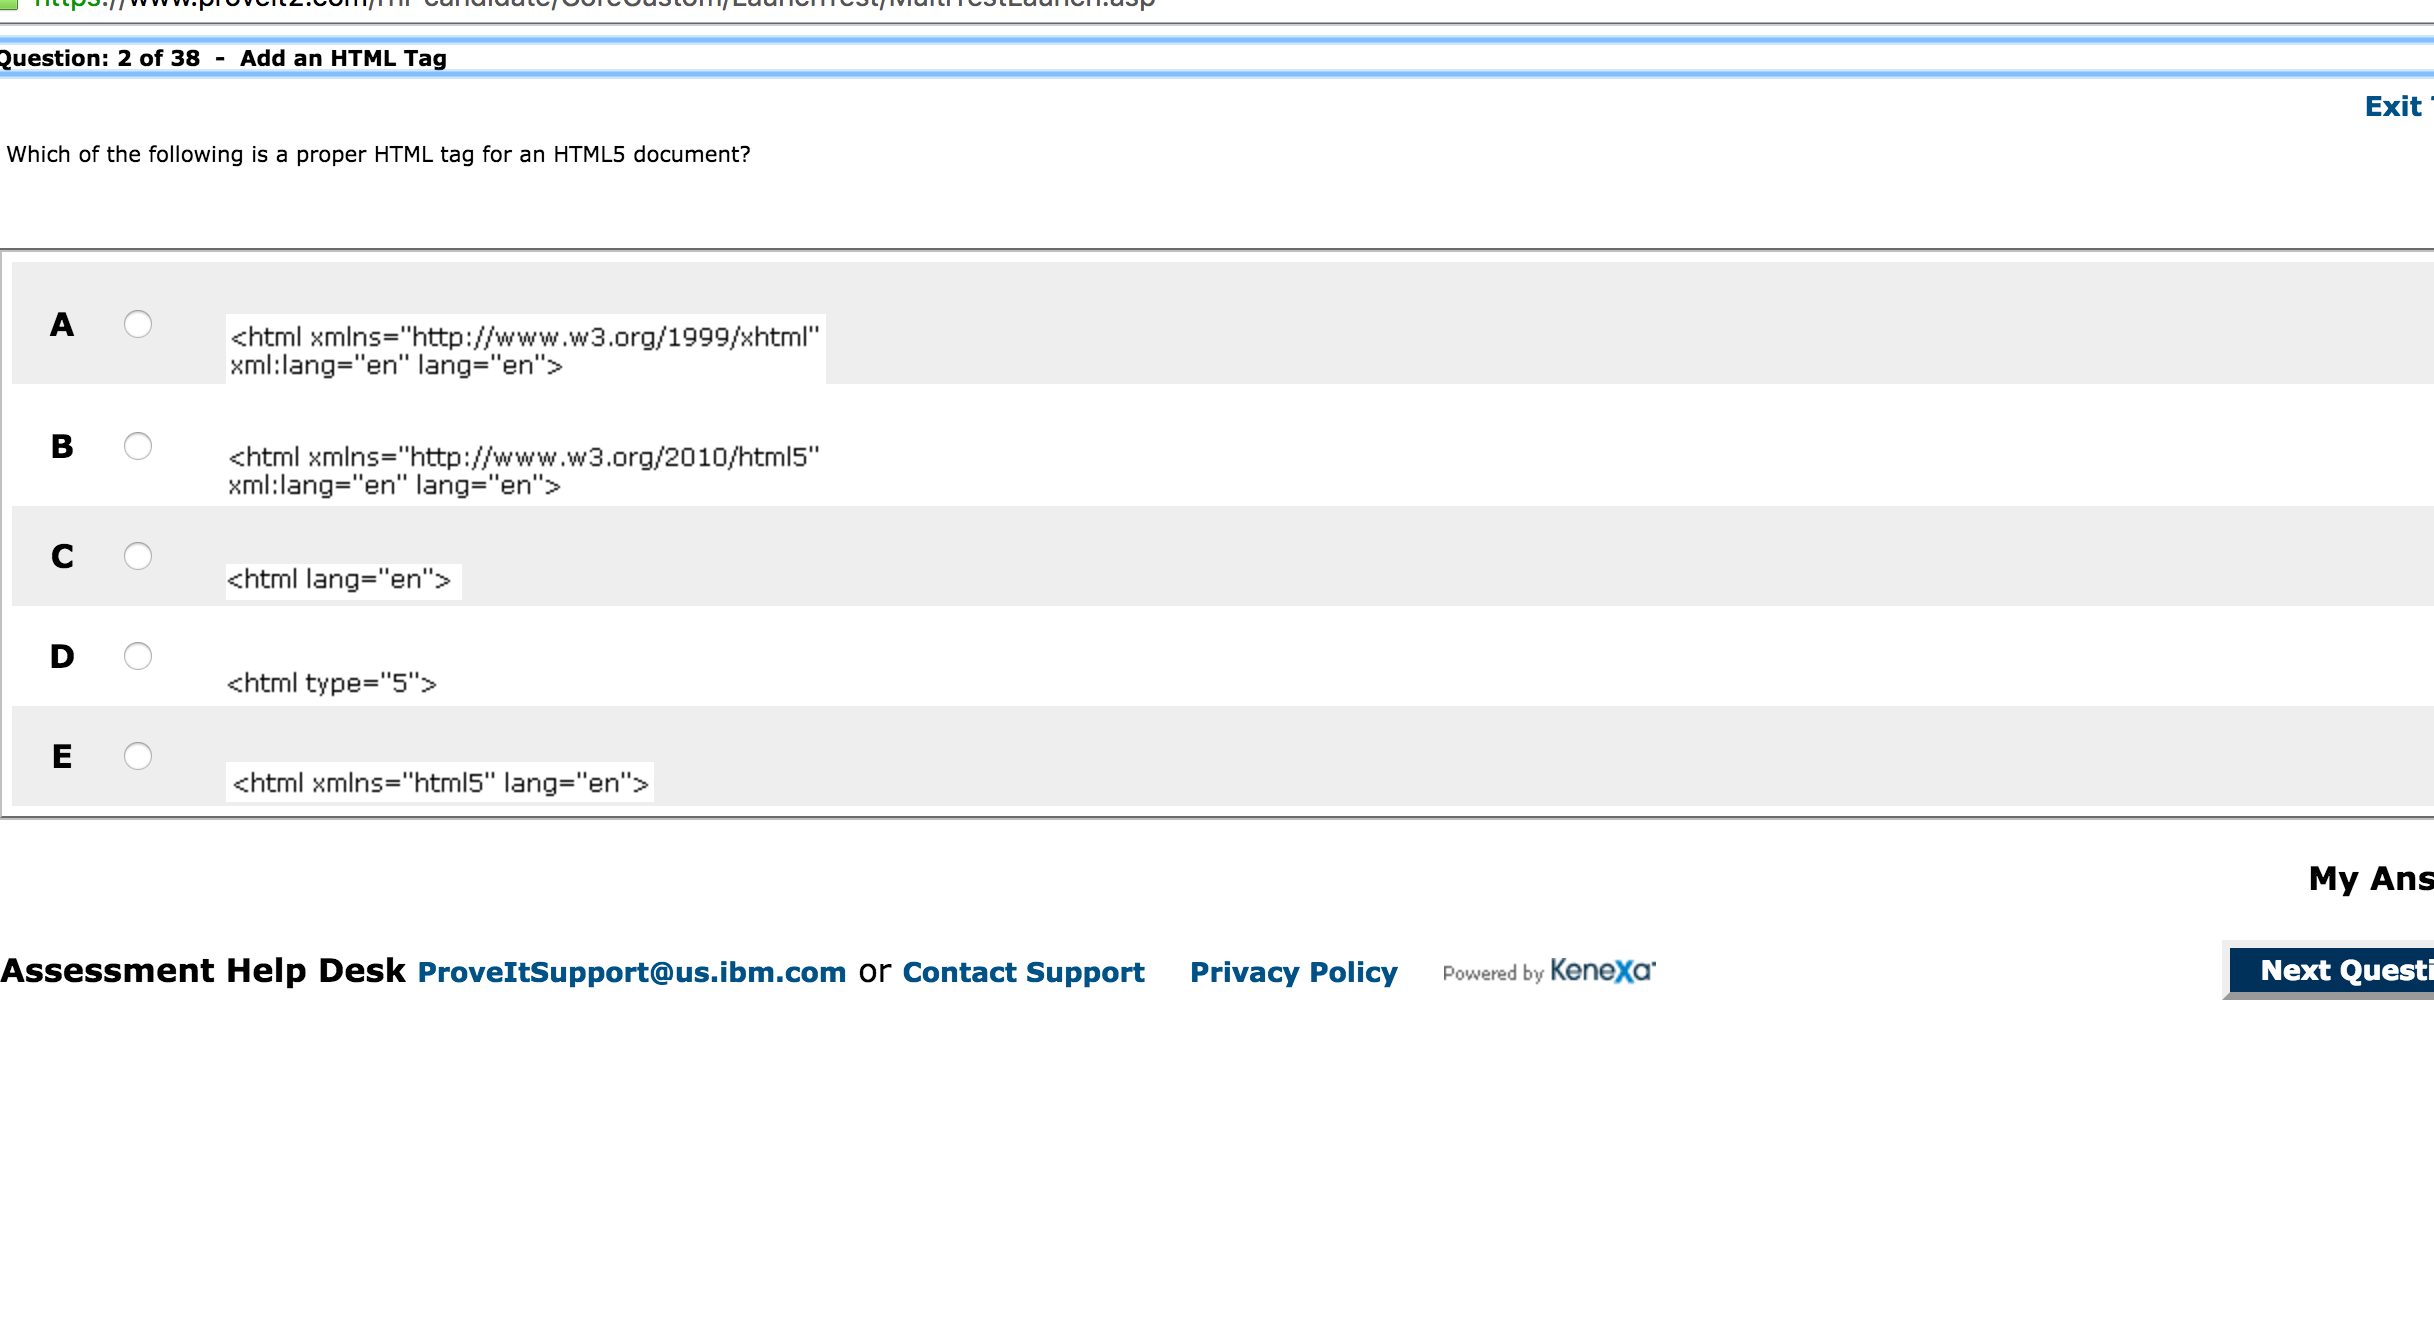 https://www.proveit2.com/mr-candidate/CoreCustom/LaunchTest/MultiTestLaunch.asp
Question: 2 of 38 - Add an HTML Tag
Exit
Which of the following is a proper HTML tag for an HTML5 document?
A
<html xmlns="http://www.w3.org/1999/xhtml"
xml:lang="en" lang="en">
B
<html xmlns="http://www.w3.org/2010/html5"
xml:lang="en" lang="en">
C
<html lang="en">
D
<html type="5">
E
<html xmlns="html5" lang="en">
My Ans
Assessment Help Desk ProveItSupport@us.ibm.com or Contact Support Privacy Policy Powered by Kenexa
Next Questi